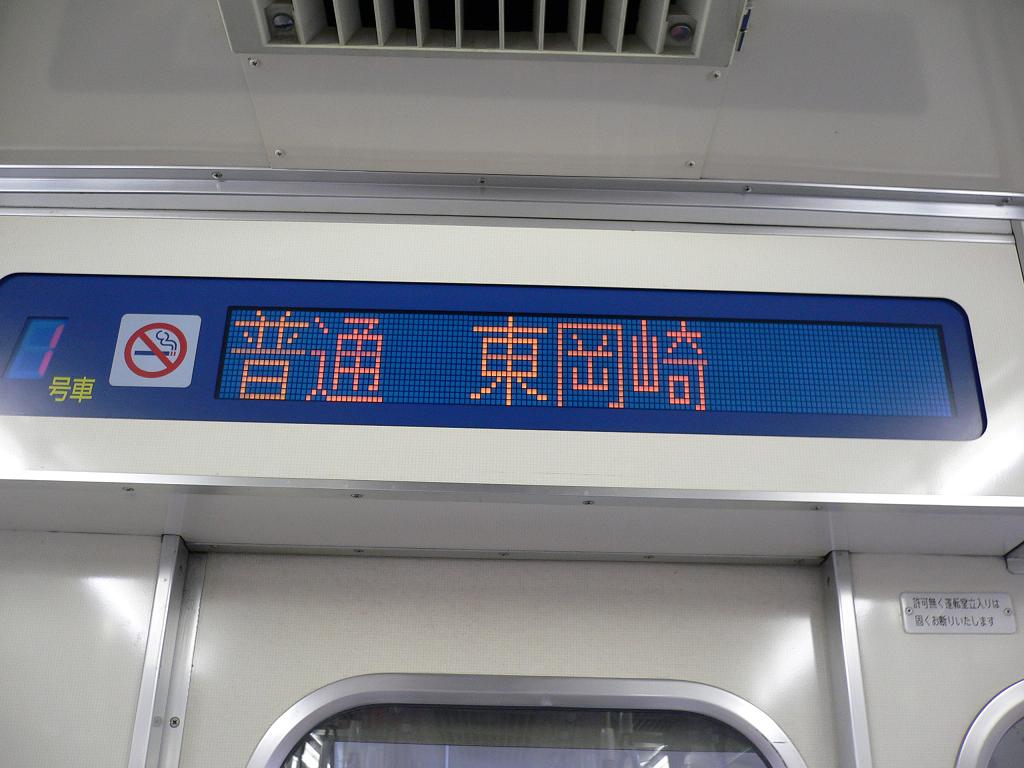 1
号車
普通 東岡崎
許可無く運転室立入りは
固くお断りいたします